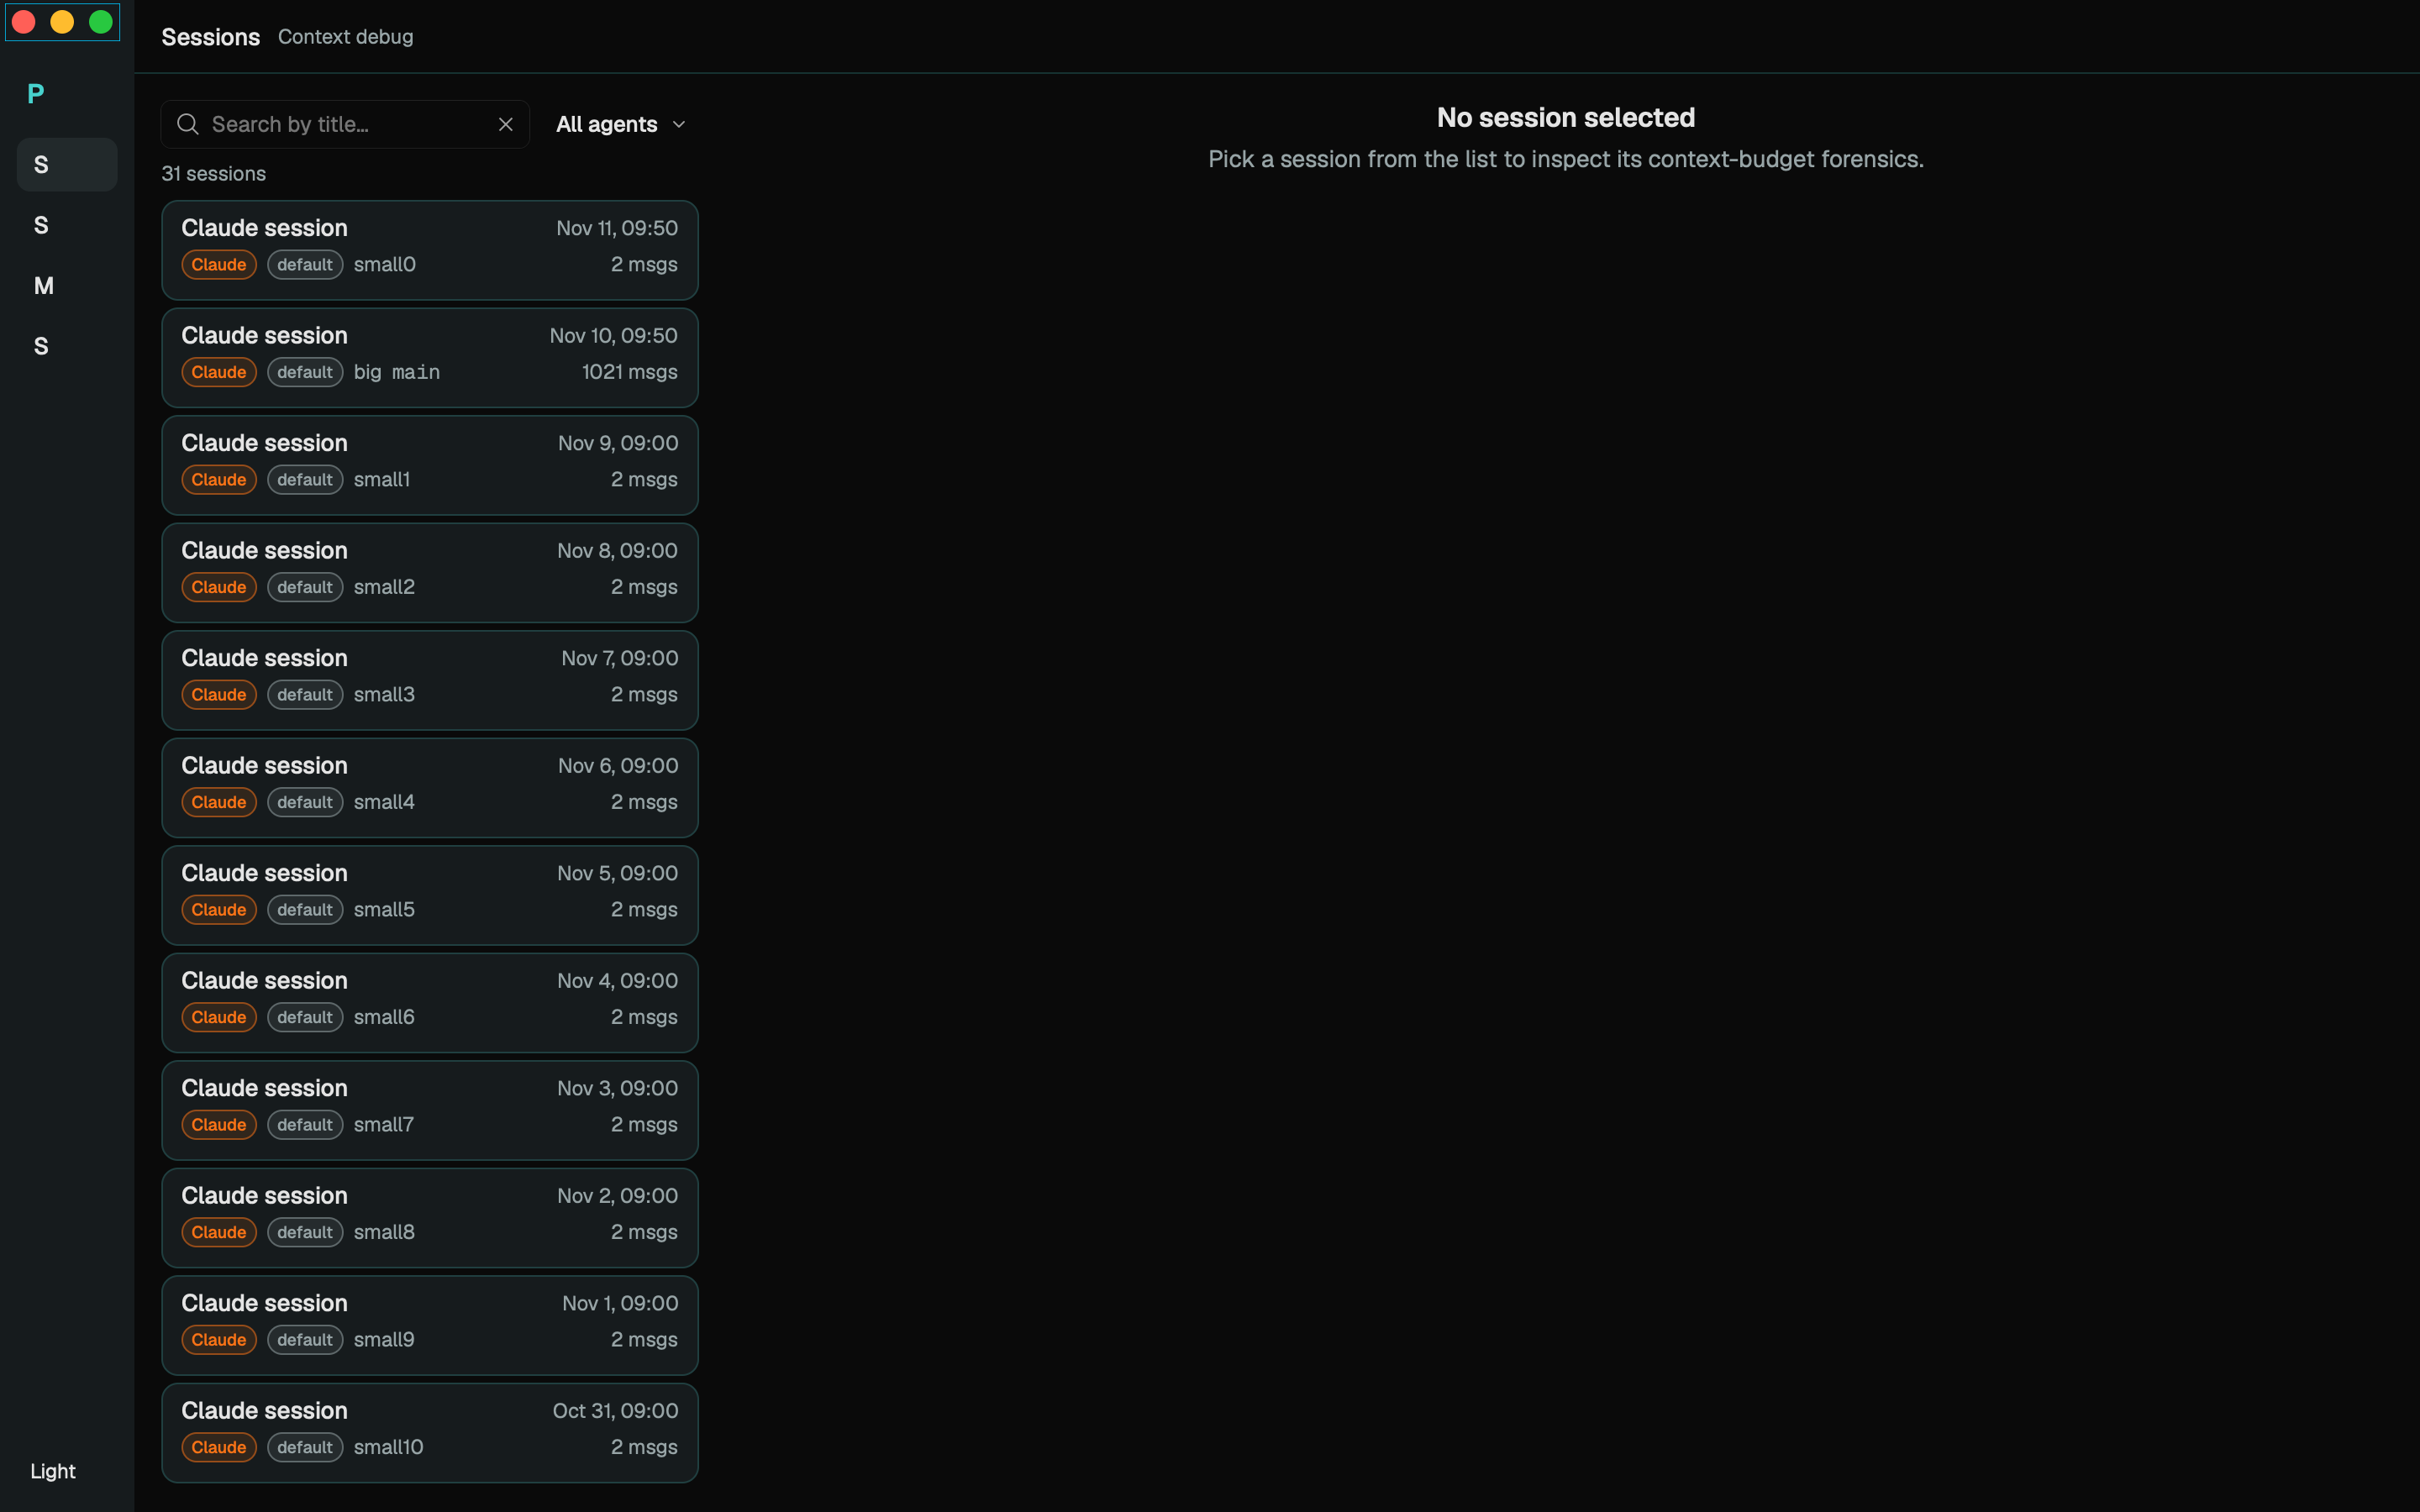 P
S
S
M
S
Light
Sessions Context debug
Search by title...
All agents
31 sessions
Claude session Nov 11, 09:50
Claude default small0 2 msgs
Claude session Nov 10, 09:50
Claude default big main 1021 msgs
Claude session Nov 9, 09:00
Claude default small1 2 msgs
Claude session Nov 8, 09:00
Claude default small2 2 msgs
Claude session Nov 7, 09:00
Claude default small3 2 msgs
Claude session Nov 6, 09:00
Claude default small4 2 msgs
Claude session Nov 5, 09:00
Claude default small5 2 msgs
Claude session Nov 4, 09:00
Claude default small6 2 msgs
Claude session Nov 3, 09:00
Claude default small7 2 msgs
Claude session Nov 2, 09:00
Claude default small8 2 msgs
Claude session Nov 1, 09:00
Claude default small9 2 msgs
Claude session Oct 31, 09:00
Claude default small10 2 msgs
No session selected
Pick a session from the list to inspect its context-budget forensics.